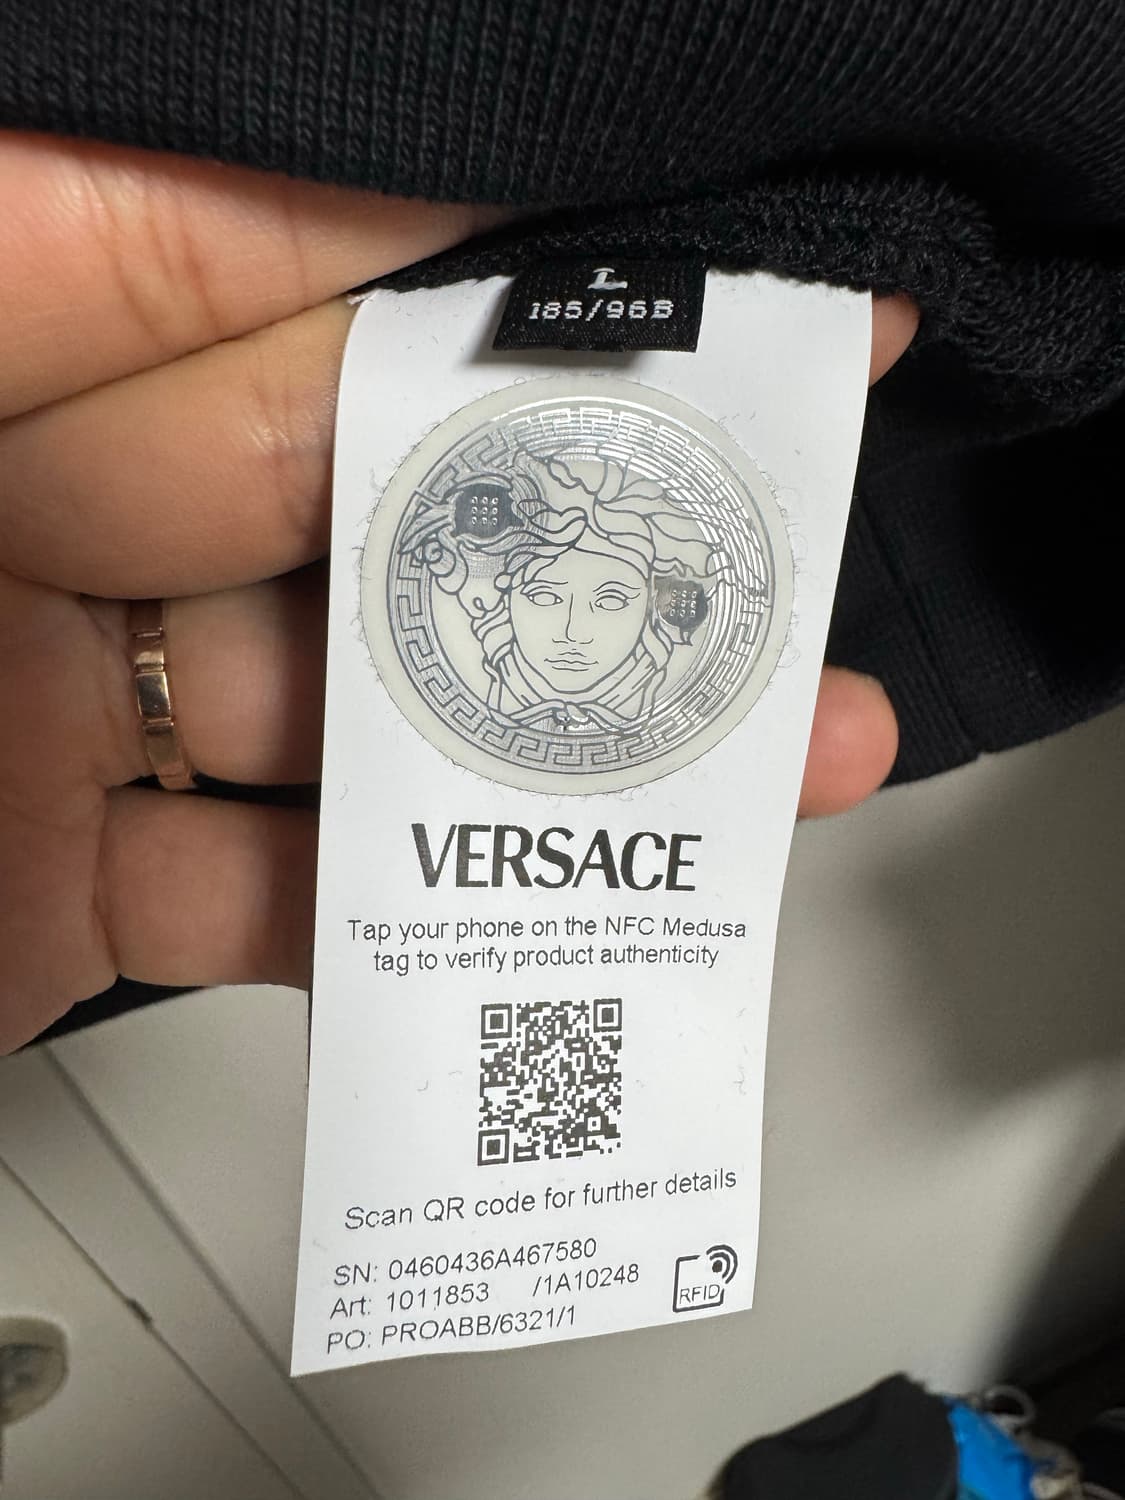 L
185/96B
VERSACE
Tap your phone on the NFC Medusa
tag to verify product authenticity
Scan QR code for further details
SN: 0460436A467580
Art: 1011853 /1A10248
PO: PROABB/6321/1
RFID